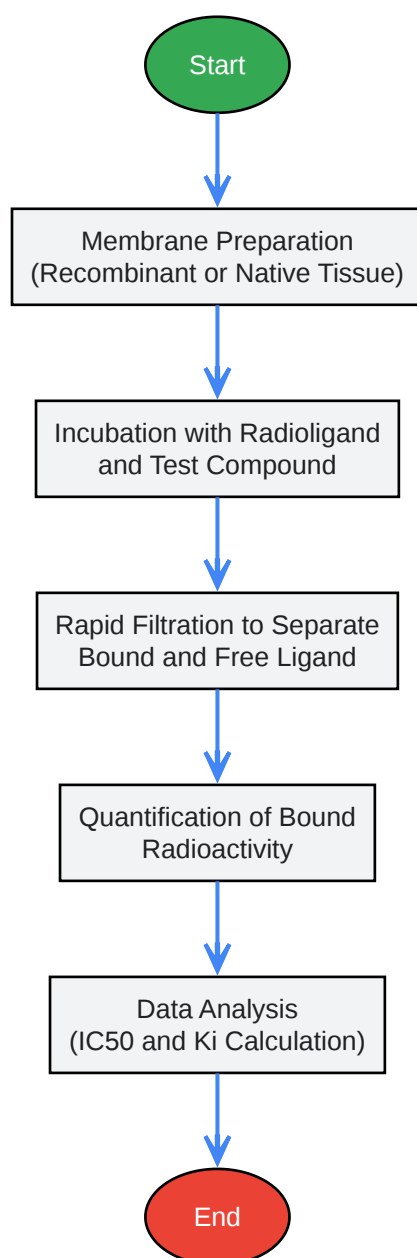 Start
Membrane Preparation
(Recombinant or Native Tissue)
Incubation with Radioligand
and Test Compound
Rapid Filtration to Separate
Bound and Free Ligand
Quantification of Bound
Radioactivity
Data Analysis
(IC50 and Ki Calculation)
End